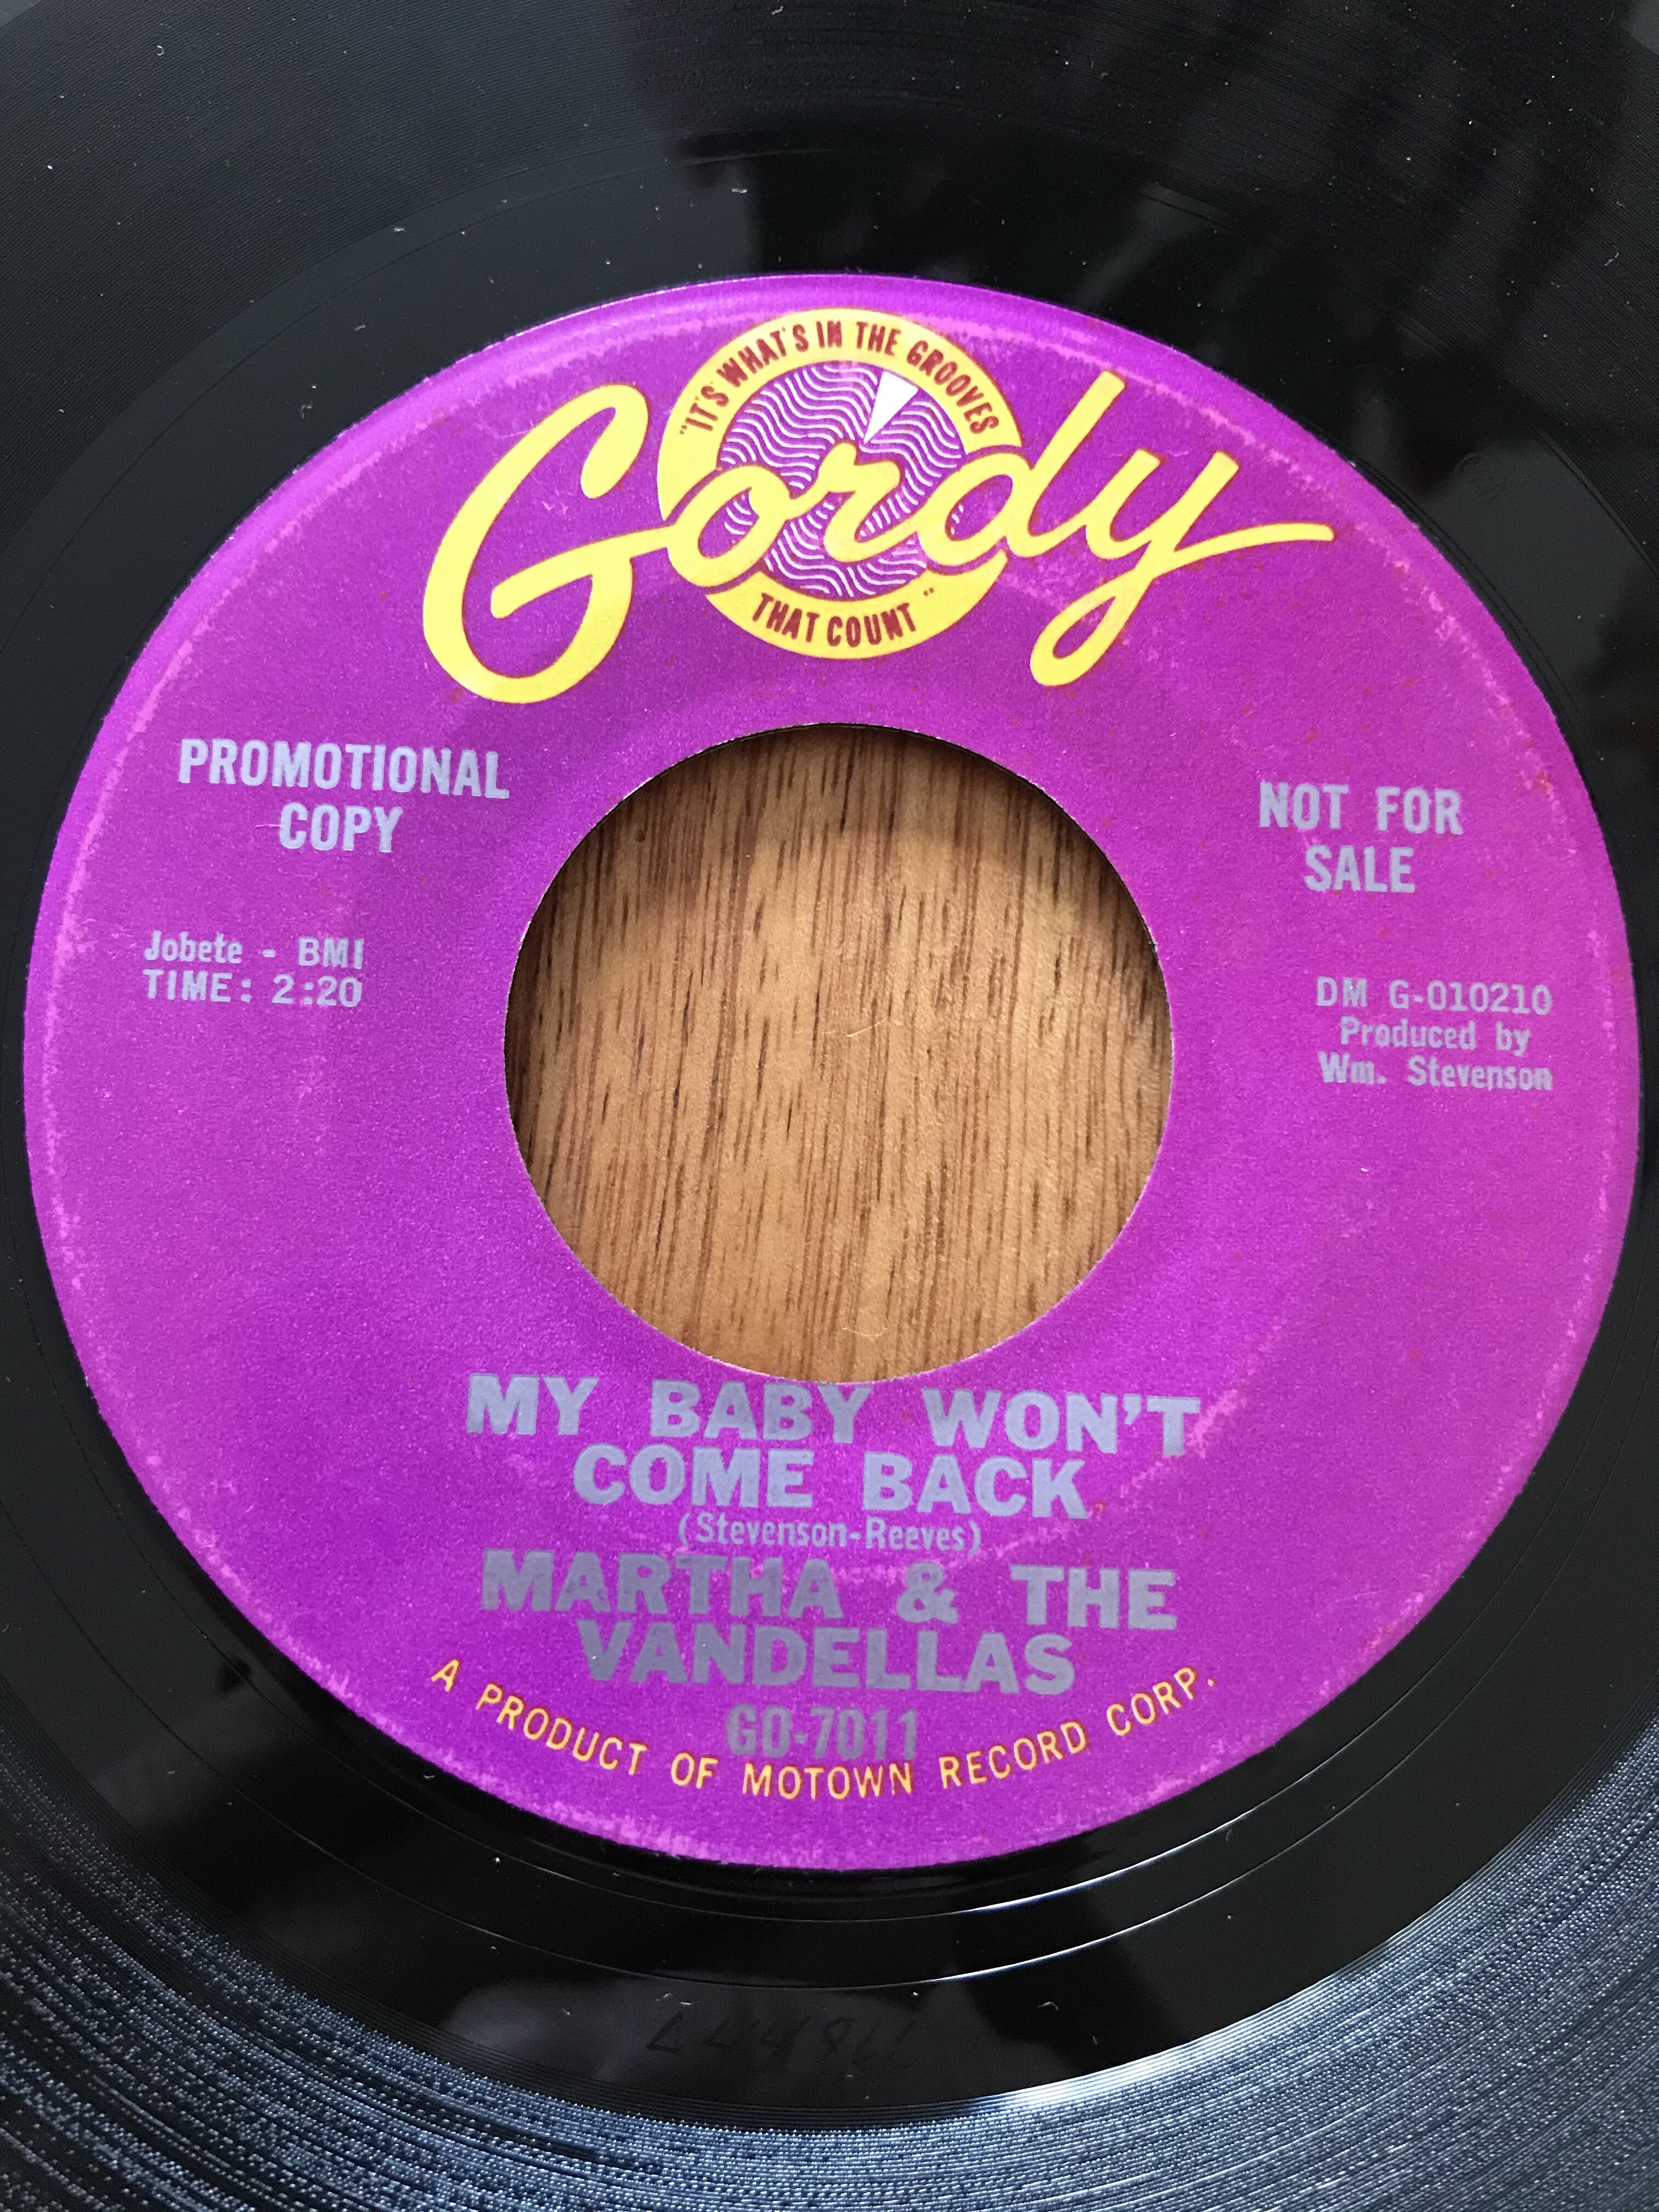 "IT'S WHAT'S IN THE GROOVES
Gordy
THAT COUNT"
PROMOTIONAL
COPY
NOT FOR
SALE
Jobete - BMI
TIME: 2:20
DM G-010210
Produced by
Wm. Stevenson
MY BABY WON'T
COME BACK
(Stevenson-Reeves)
MARTHA & THE
VANDELLAS
GO-7011
A PRODUCT OF MOTOWN RECORD CORP.